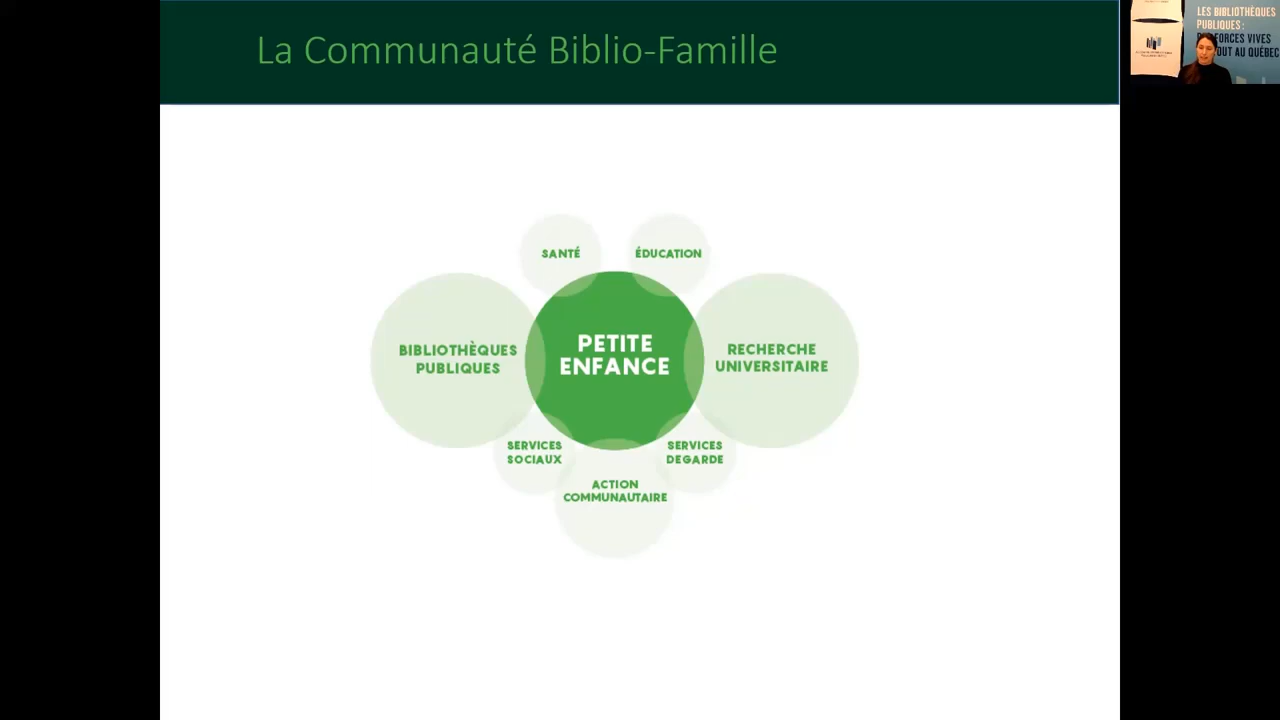 La Communauté Biblio-Famille
LES BIBLIOTHÈQUES
PUBLIQUES :
FORCES VIVES
OUT AU QUÉBEC
SANTÉ
ÉDUCATION
BIBLIOTHÈQUES
PUBLIQUES
PETITE
ENFANCE
RECHERCHE
UNIVERSITAIRE
SERVICES
SOCIAUX
SERVICES
DEGARDE
ACTION
COMMUNAUTAIRE